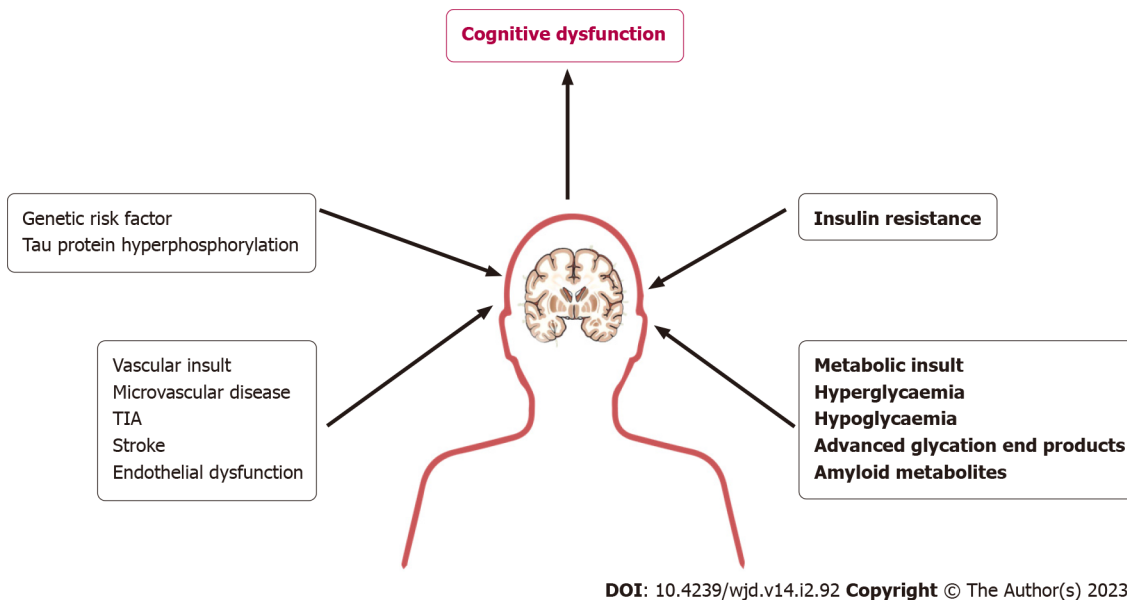 Cognitive dysfunction
Genetic risk factor
Tau protein hyperphosphorylation
Insulin resistance
Vascular insult
Microvascular disease
TIA
Stroke
Endothelial dysfunction
Metabolic insult
Hyperglycaemia
Hypoglycaemia
Advanced glycation end products
Amyloid metabolites
DOI: 10.4239/wjd.v14.i2.92 Copyright © The Author(s) 2023